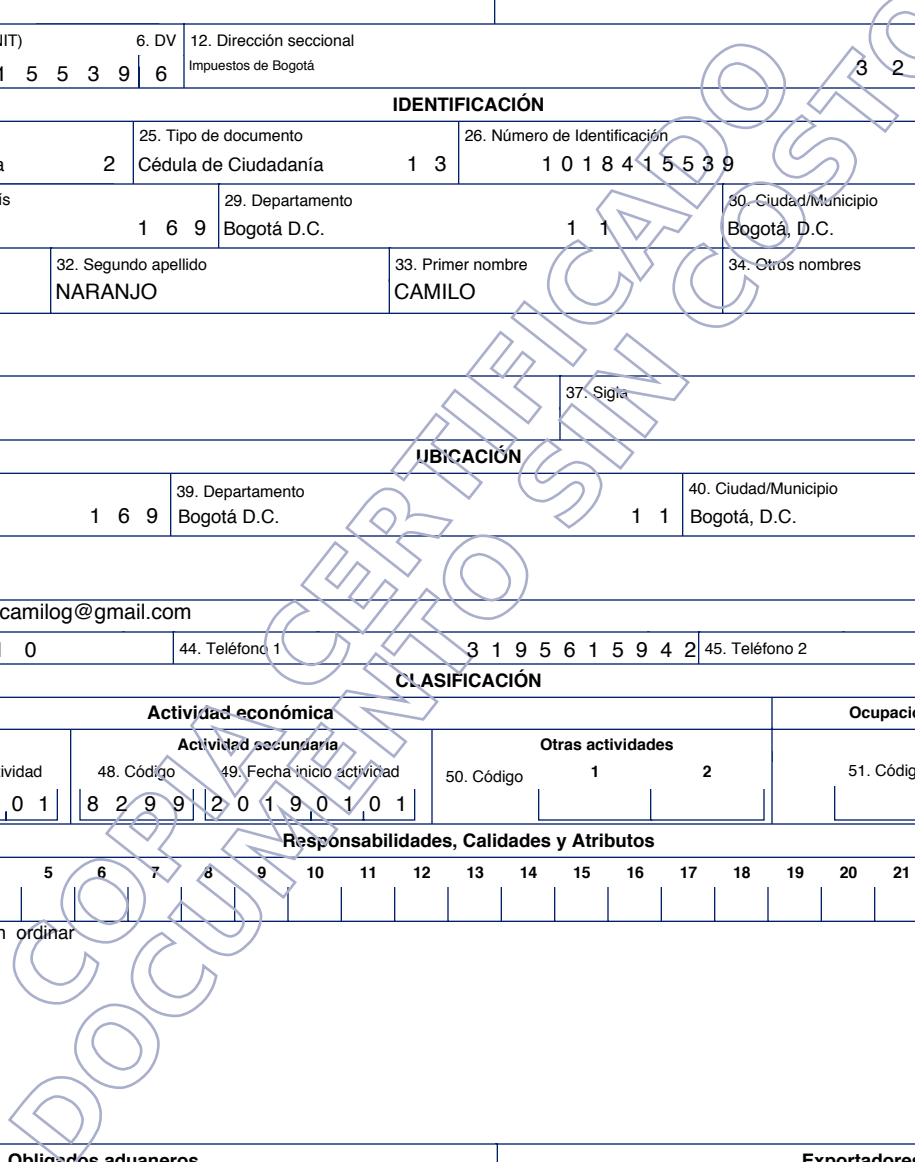 NIT) 6. DV 12. Dirección seccional
1 5 5 3 9 6 Impuestos de Bogotá 3 2
IDENTIFICACIÓN
25. Tipo de documento 26. Número de Identificación
a 2 Cédula de Ciudadanía 1 3 1 0 1 8 4 1 5 5 3 9
ís 29. Departamento 30. Ciudad/Municipio
1 6 9 Bogotá D.C. 1 1 Bogotá, D.C.
32. Segundo apellido 33. Primer nombre 34. Otros nombres
NARANJO CAMILO
37. Sigla
UBICACIÓN
39. Departamento 40. Ciudad/Municipio
1 6 9 Bogotá D.C. 1 1 Bogotá, D.C.
camilog@gmail.com
1 0 44. Teléfono 1 3 1 9 5 6 1 5 9 4 2 45. Teléfono 2
CLASIFICACIÓN
Actividad económica Ocupació
Actividad secundaria Otras actividades
ividad 48. Código 49. Fecha inicio actividad 50. Código 1 2 51. Códig
0 1 8 2 9 9 2 0 1 9 0 1 0 1
Responsabilidades, Calidades y Atributos
5 6 7 8 9 10 11 12 13 14 15 16 17 18 19 20 21
n ordinar
Obligados aduaneros Exportadores
COPIA CERTIFICADO
DOCUMENTO SIN COSTO